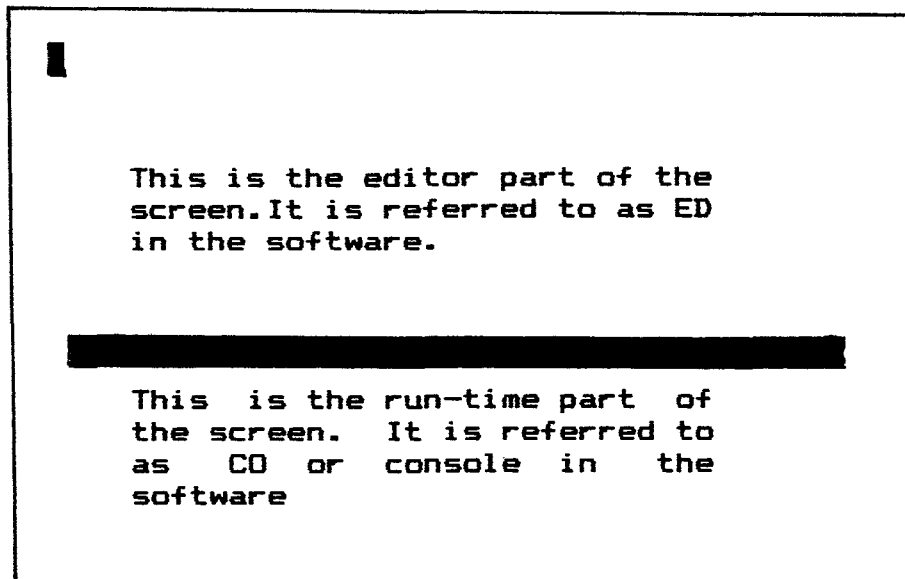 This is the editor part of the
screen.It is referred to as ED
in the software.
This is the run-time part of
the screen. It is referred to
as CO or console in the
software